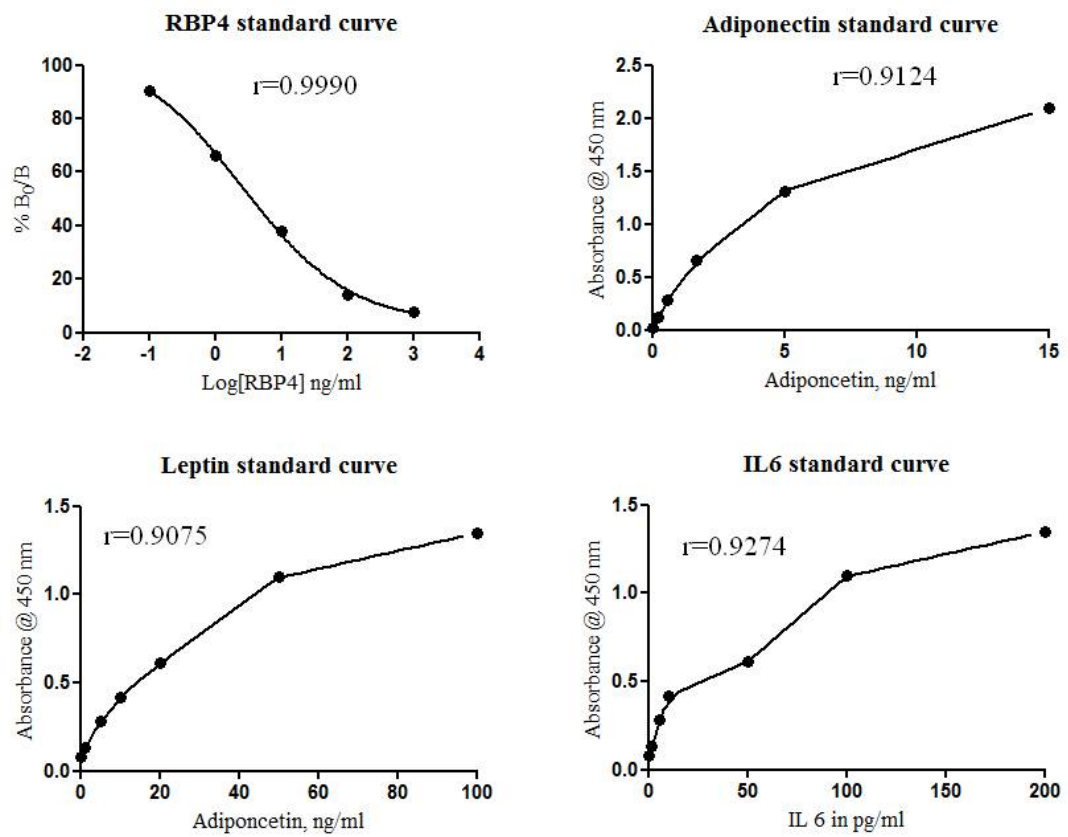 RBP4 standard curve
r=0.9990
100
80
60
40
20
0
% B0/B
-2 -1 0 1 2 3 4
Log[RBP4] ng/ml
Adiponectin standard curve
r=0.9124
2.5
2.0
1.5
1.0
0.5
0.0
Absorbance @ 450 nm
0 5 10 15
Adiponcetin, ng/ml
Leptin standard curve
r=0.9075
1.5
1.0
0.5
0.0
Absorbance @ 450 nm
0 20 40 60 80 100
Adiponcetin, ng/ml
IL6 standard curve
r=0.9274
1.5
1.0
0.5
0.0
Absorbance @ 450 nm
0 50 100 150 200
IL 6 in pg/ml